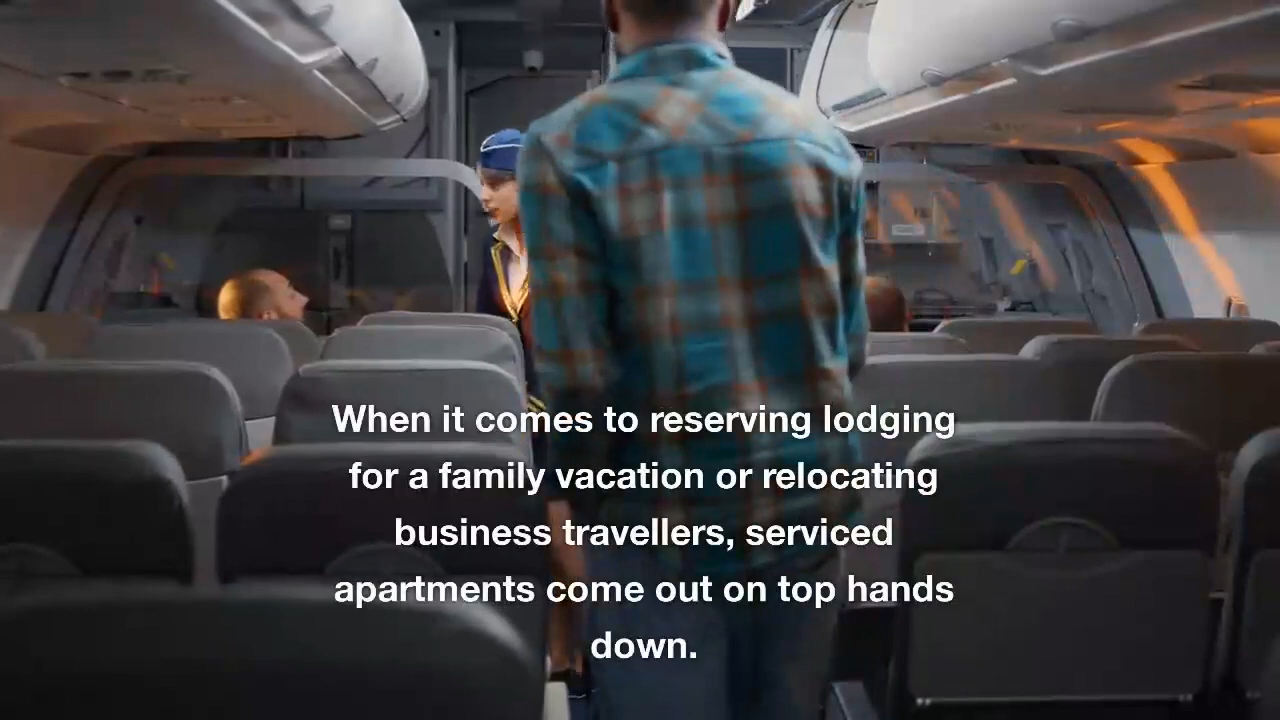 When it comes to reserving lodging
for a family vacation or relocating
business travellers, serviced
apartments come out on top hands
down.